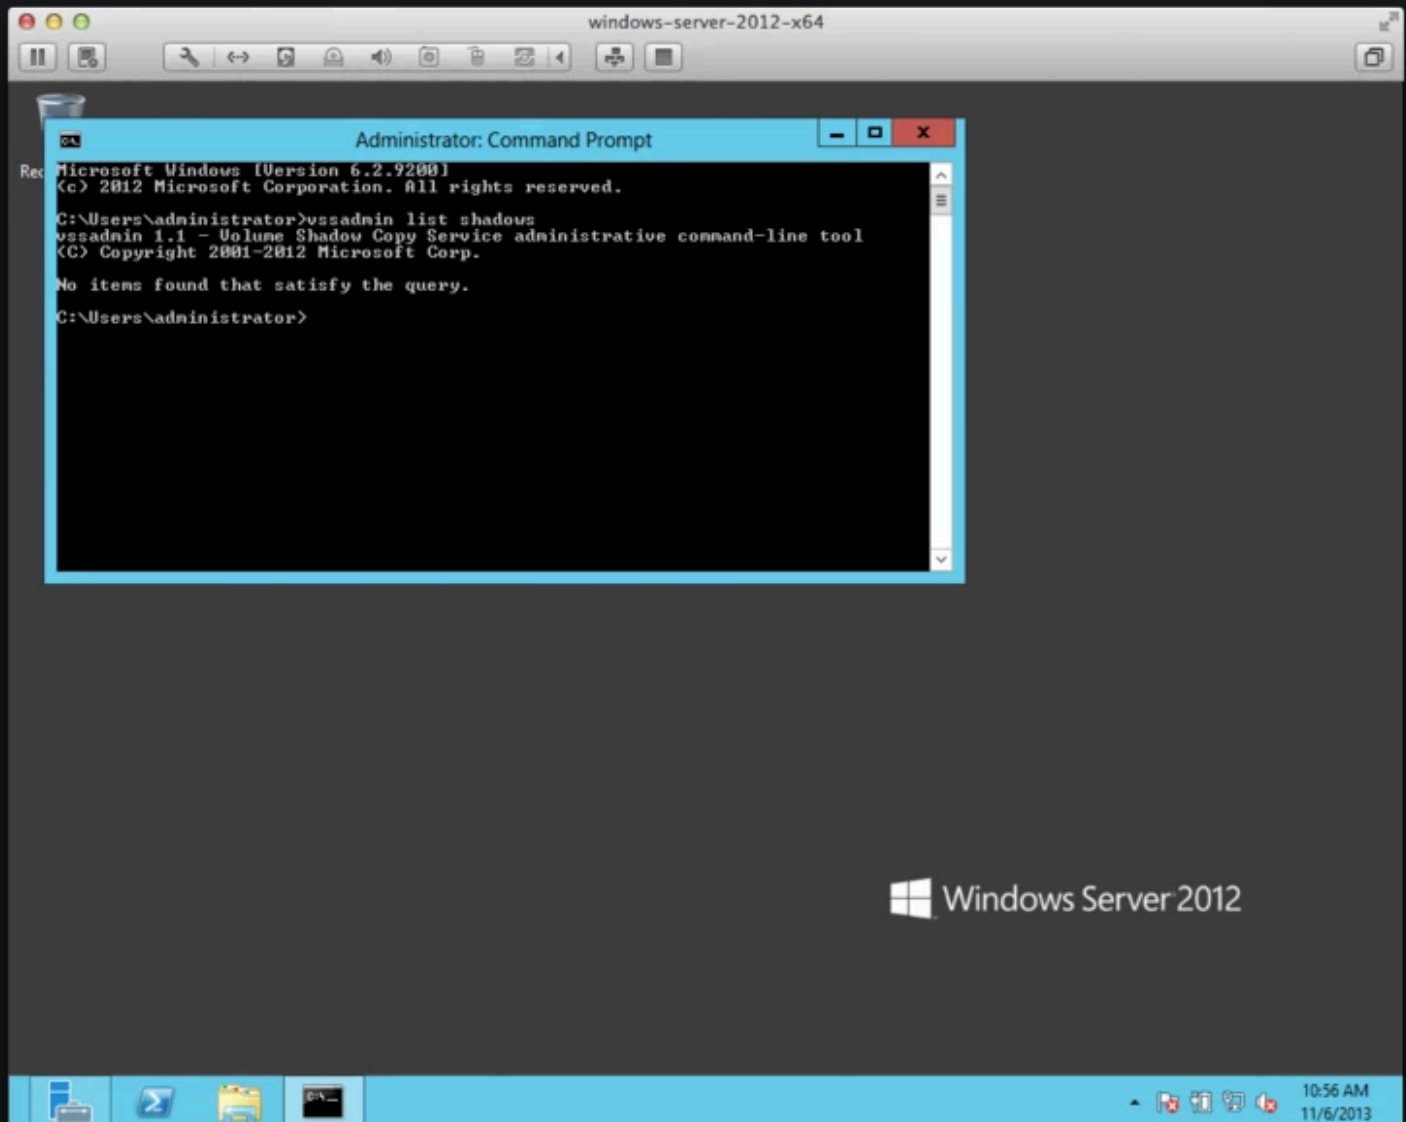 windows-server-2012-x64
Administrator: Command Prompt
Rec
Microsoft Windows [Version 6.2.9200]
(c) 2012 Microsoft Corporation. All rights reserved.
C:\Users\administrator>vssadmin list shadows
vssadmin 1.1 - Volume Shadow Copy Service administrative command-line tool
(C) Copyright 2001-2012 Microsoft Corp.
No items found that satisfy the query.
C:\Users\administrator>
Windows Server 2012
10:56 AM
11/6/2013